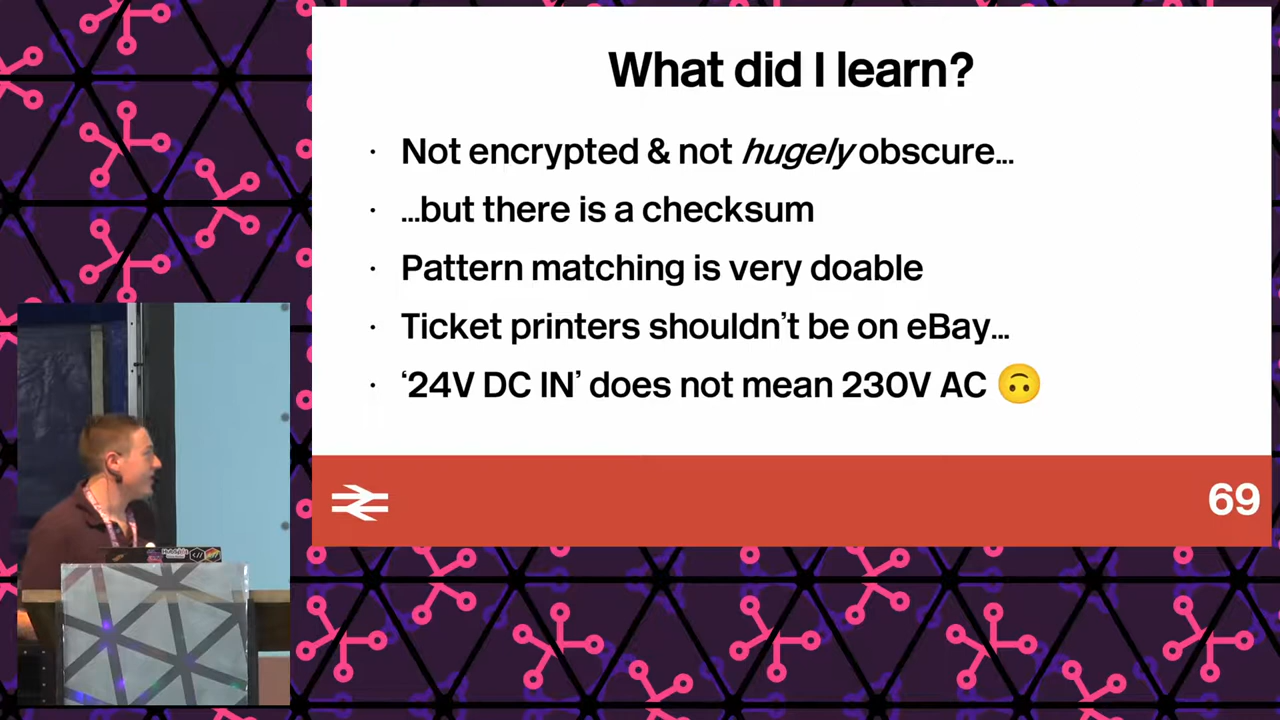 What did I learn?
· Not encrypted & not hugely obscure...
· ...but there is a checksum
· Pattern matching is very doable
· Ticket printers shouldn’t be on eBay...
· ‘24V DC IN’ does not mean 230V AC 🙃
69